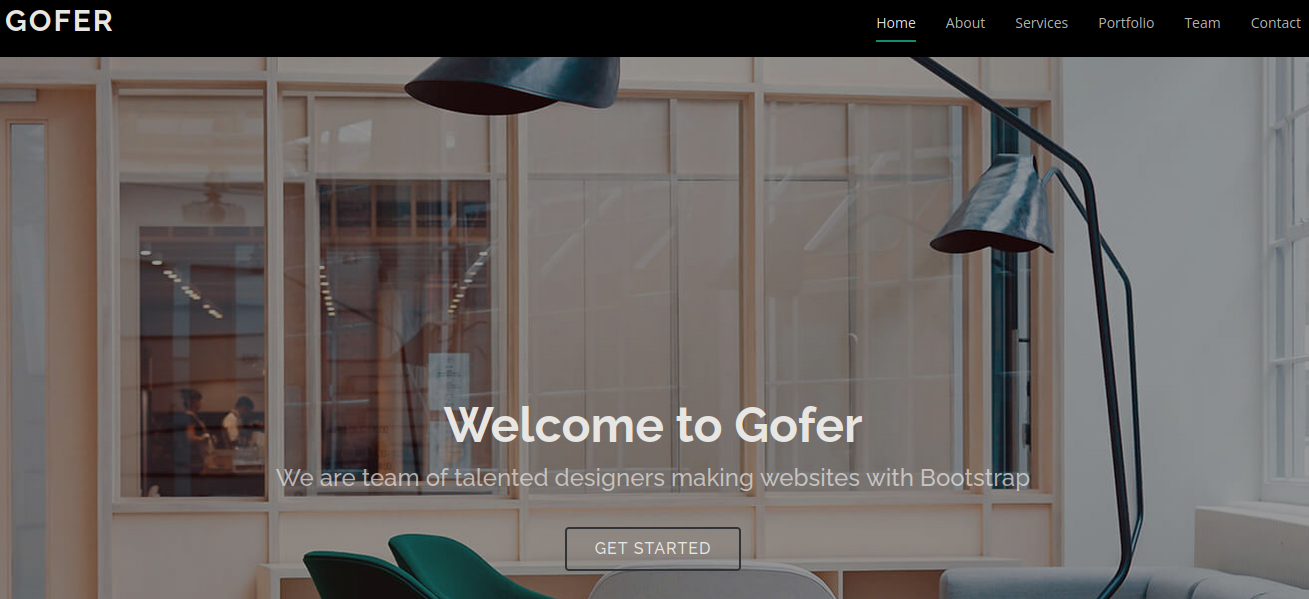 GOFER
Home About Services Portfolio Team Contact
Welcome to Gofer
We are team of talented designers making websites with Bootstrap
GET STARTED